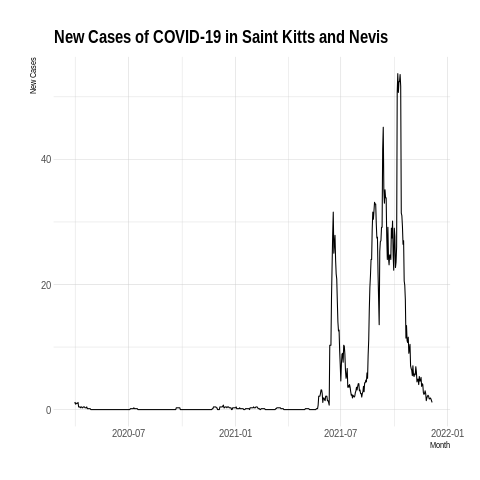 New Cases of COVID-19 in Saint Kitts and Nevis
New Cases
40
20
0
2020-07
2021-01
2021-07
2022-01
Month